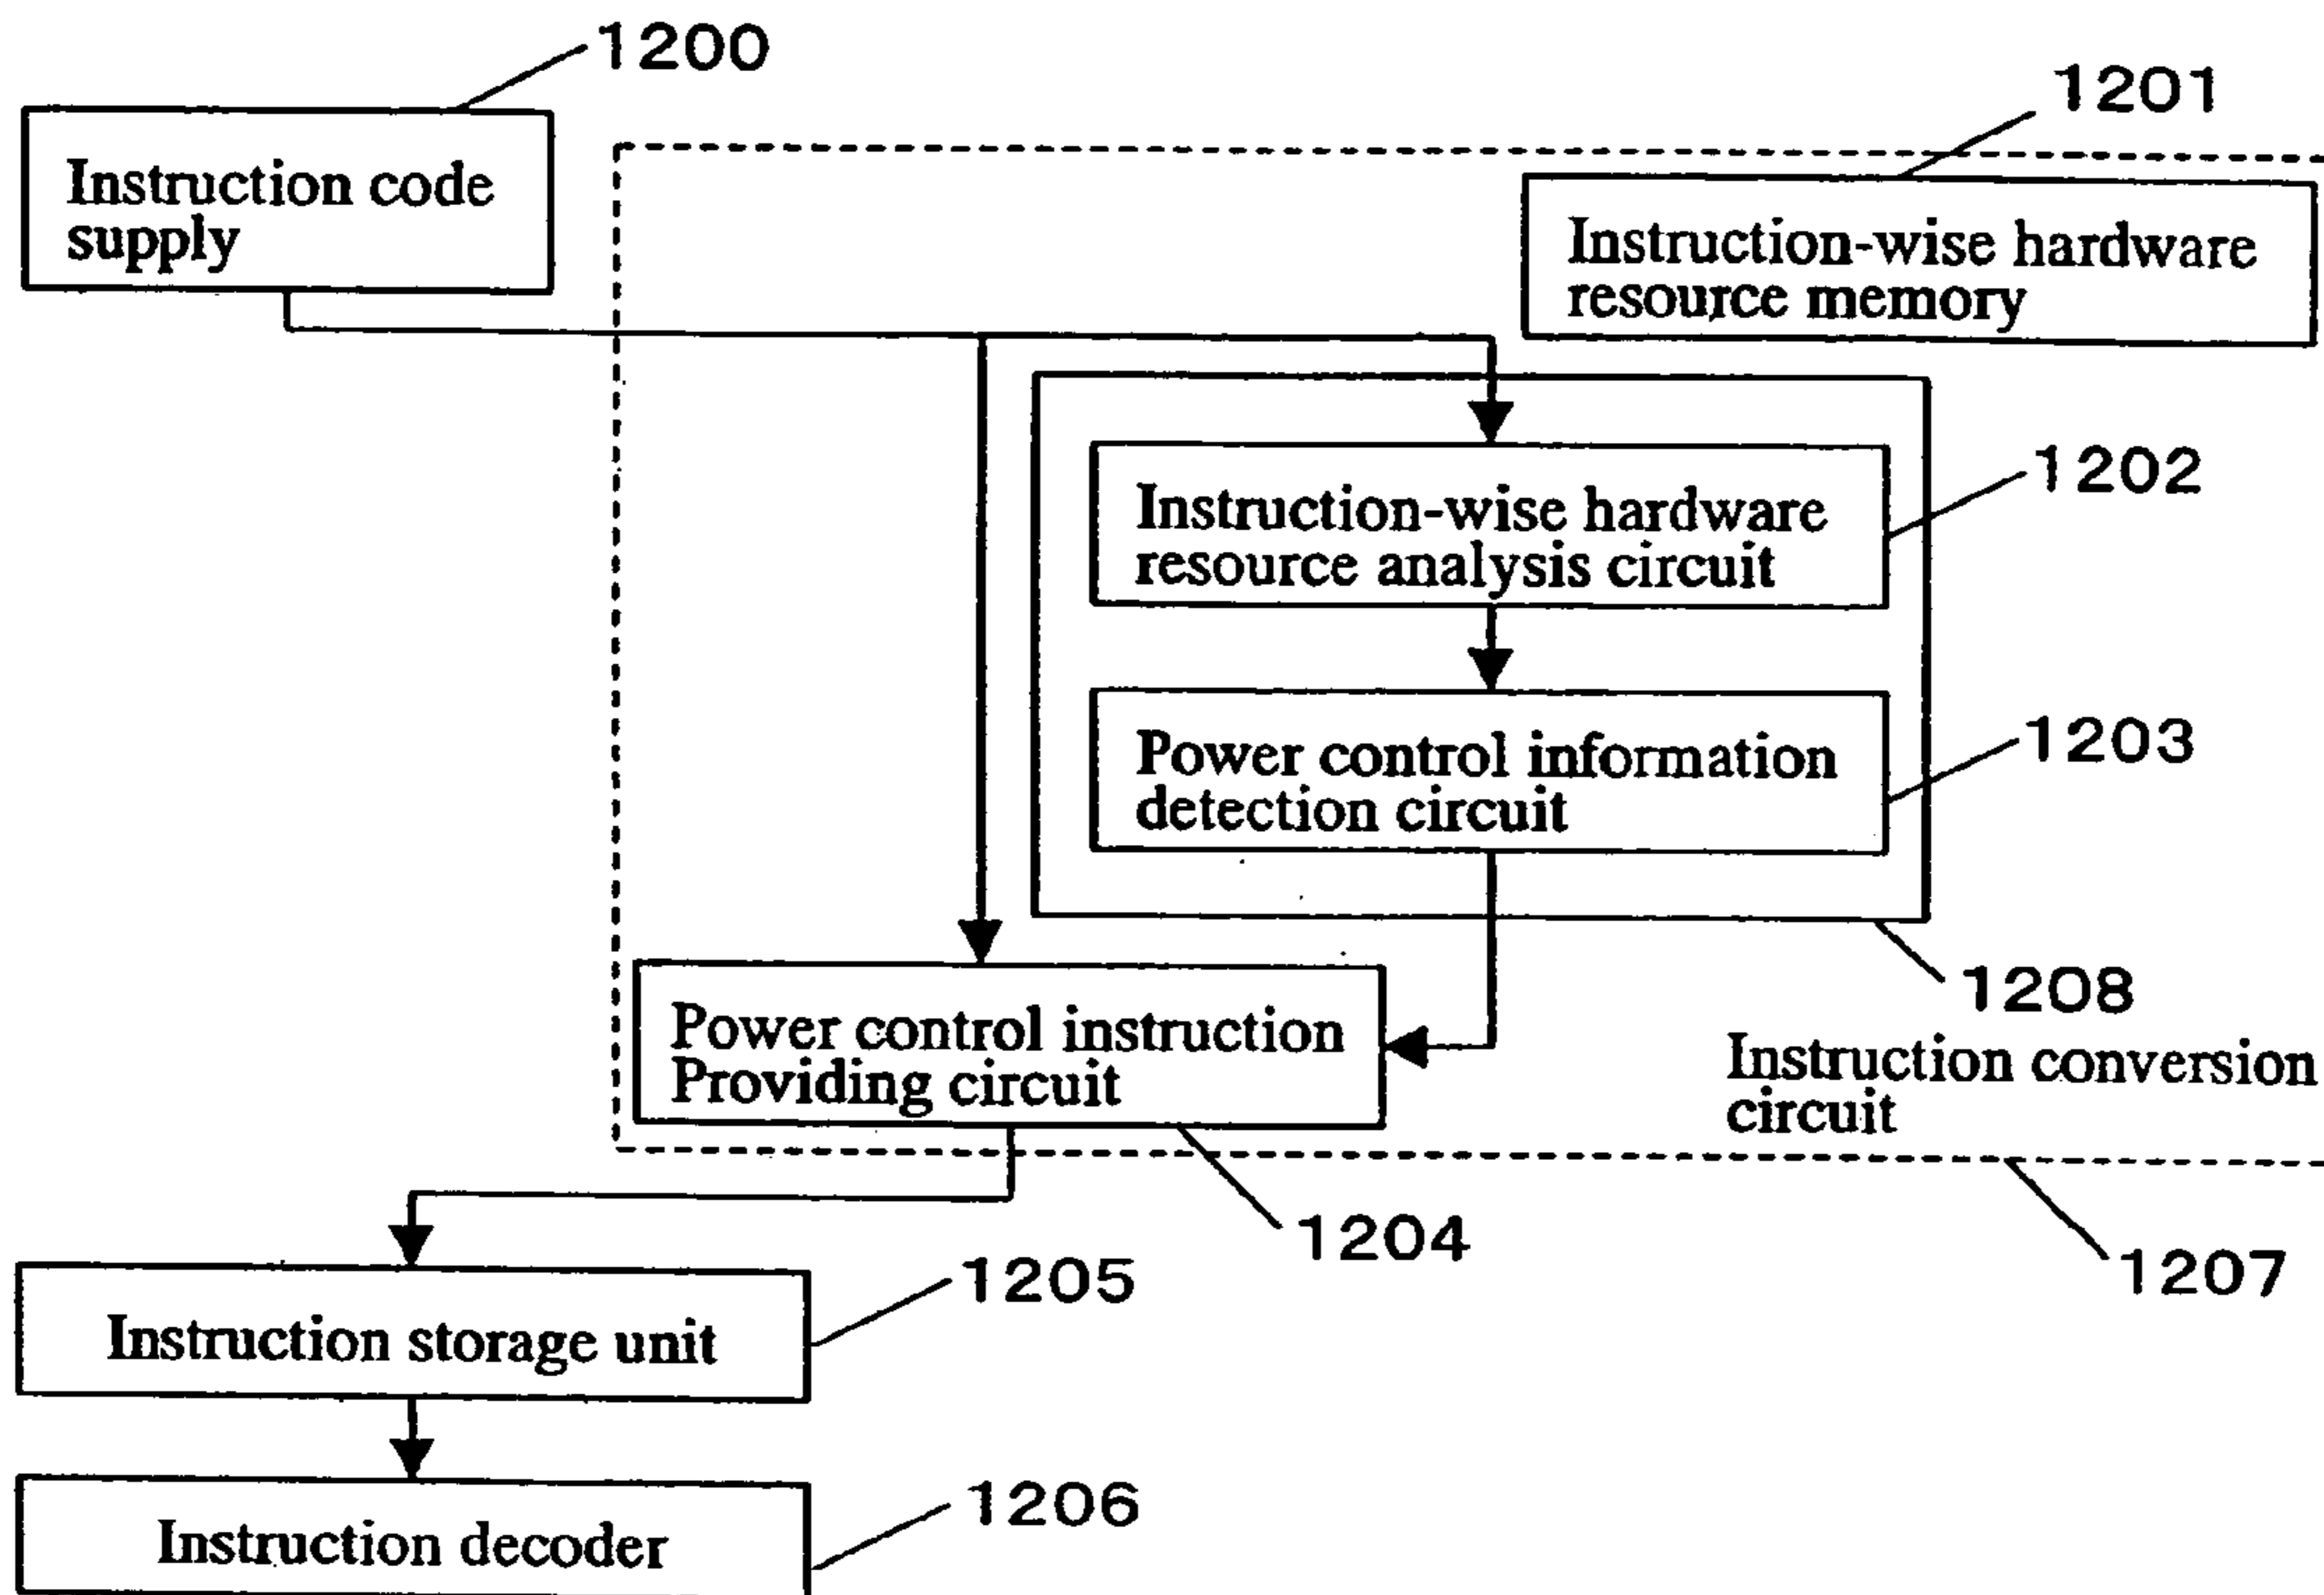 1200
1201
Instruction code
supply
Instruction-wise hardware
resource memory
1202
Instruction-wise hardware
resource analysis circuit
1203
Power control information
detection circuit
1208
Power control instruction
Providing circuit
Instruction conversion
circuit
1204
1207
1205
Instruction storage unit
1206
Instruction decoder